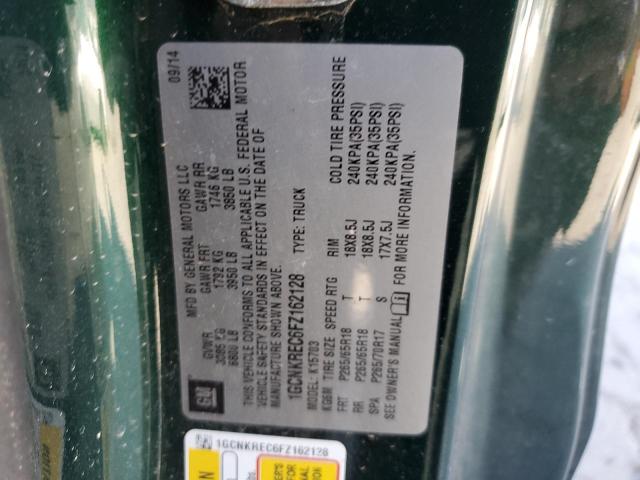 09/14
MFD BY GENERAL MOTORS LLC
GVWR GAWR FRT GAWR RR
3085 KG 1792 KG 1746 KG
6800 LB 3950 LB 3850 LB
THIS VEHICLE CONFORMS TO ALL APPLICABLE U.S. FEDERAL MOTOR
VEHICLE SAFETY STANDARDS IN EFFECT ON THE DATE OF
MANUFACTURE SHOWN ABOVE.
1GCNKREC6FZ162128 TYPE: TRUCK
MODEL: K15703
KG6M TIRE SIZE SPEED RTG RIM COLD TIRE PRESSURE
FRT P265/65R18 T 18X8.5J 240KPA(35PSI)
RR P265/65R18 T 18X8.5J 240KPA(35PSI)
SPA P265/70R17 S 17X7.5J 240KPA(35PSI)
SEE OWNER'S MANUAL FOR MORE INFORMATION.
GM
1GCNKREC6FZ162128